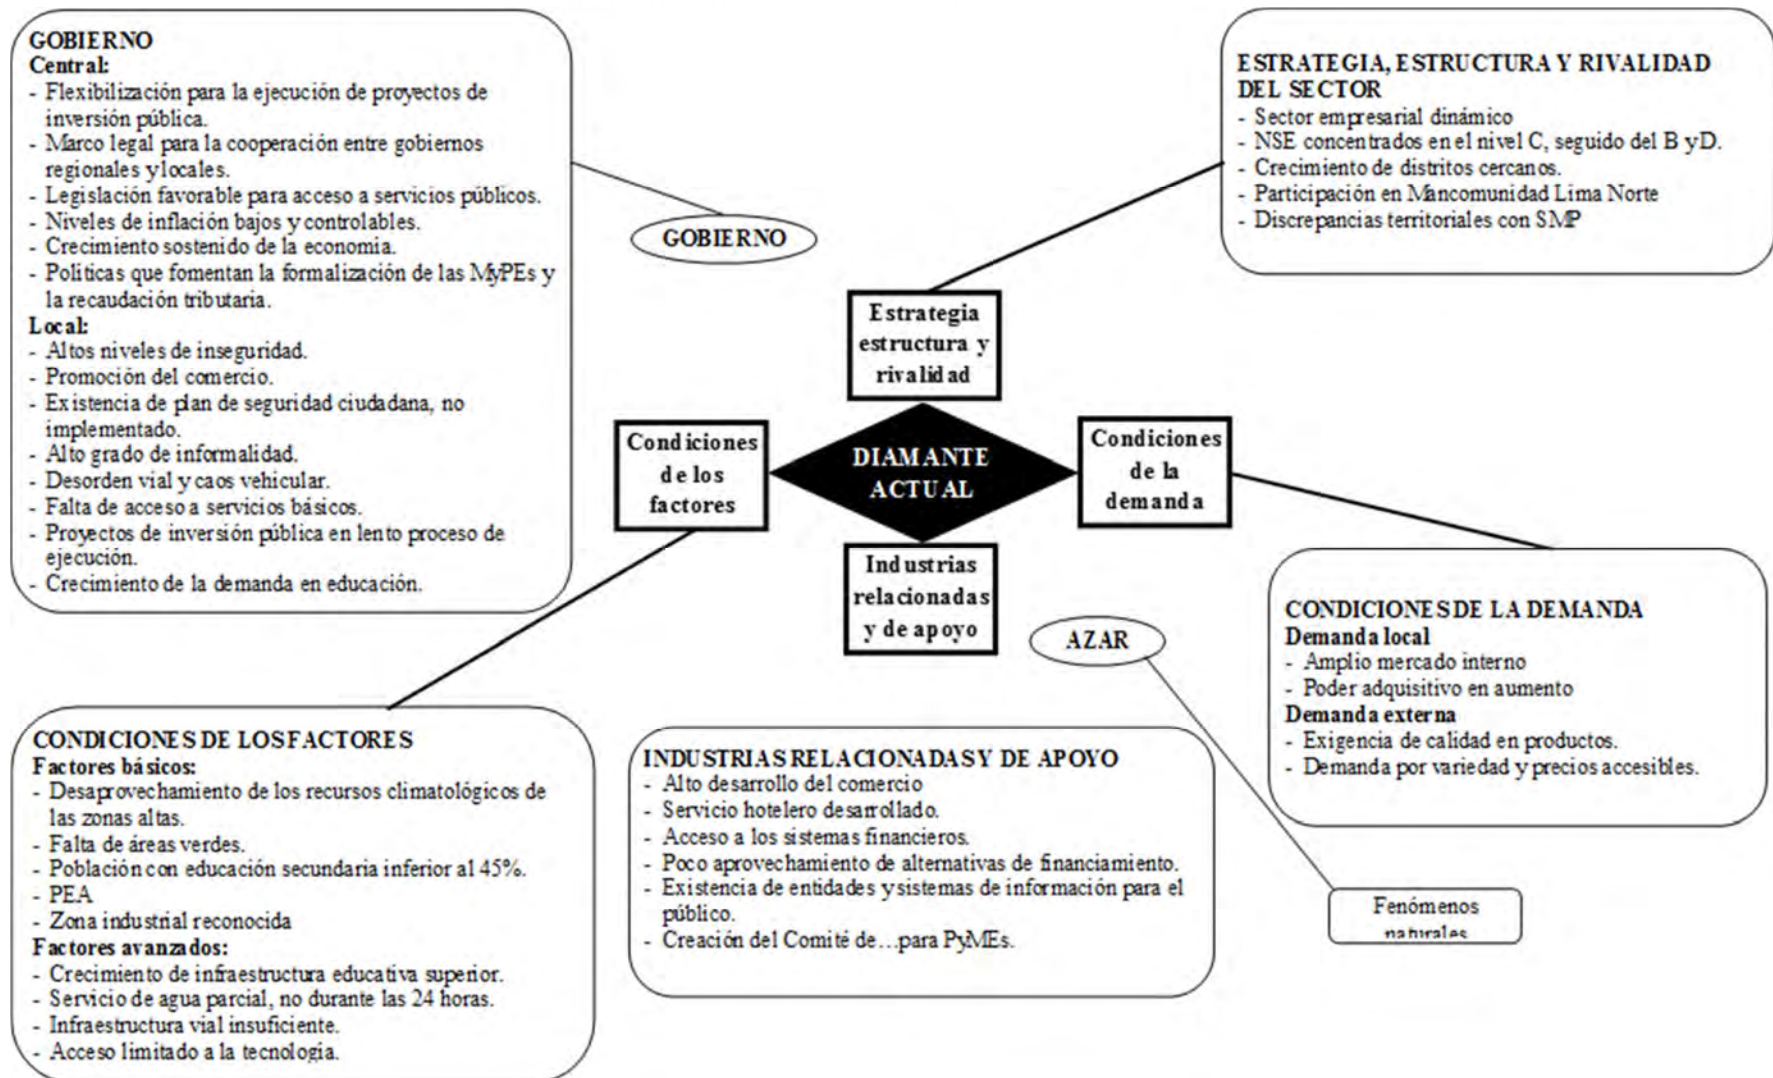 GOBIERNO
Central:
- Flexibilización para la ejecución de proyectos de
inversión pública.
- Marco legal para la cooperación entre gobiernos
regionales y locales.
- Legislación favorable para acceso a servicios públicos.
- Niveles de inflación bajos y controlables.
- Crecimiento sostenido de la economía.
- Políticas que fomentan la formalización de las MyPEs y
la recaudación tributaria.
Local:
- Altos niveles de inseguridad.
- Promoción del comercio.
- Existencia de plan de seguridad ciudadana, no
implementado.
- Alto grado de informalidad.
- Desorden vial y caos vehicular.
- Falta de acceso a servicios básicos.
- Proyectos de inversión pública en lento proceso de
ejecución.
- Crecimiento de la demanda en educación.
GOBIERNO
ESTRATEGIA, ESTRUCTURA Y RIVALIDAD
DEL SECTOR
- Sector empresarial dinámico
- NSE concentrados en el nivel C, seguido del B y D.
- Crecimiento de distritos cercanos.
- Participación en Mancomunidad Lima Norte
- Discrepancias territoriales con SMP
Estrategia
estructura y
rivalidad
Condiciones
de los
factores
DIAMANTE
ACTUAL
Condiciones
de la
demanda
Industrias
relacionadas
y de apoyo
AZAR
CONDICIONES DE LA DEMANDA
Demanda local
- Amplio mercado interno
- Poder adquisitivo en aumento
Demanda externa
- Exigencia de calidad en productos.
- Demanda por variedad y precios accesibles.
CONDICIONES DE LOS FACTORES
Factores básicos:
- Desaprovechamiento de los recursos climatológicos de
las zonas altas.
- Falta de áreas verdes.
- Población con educación secundaria inferior al 45%.
- PEA
- Zona industrial reconocida
Factores avanzados:
- Crecimiento de infraestructura educativa superior.
- Servicio de agua parcial, no durante las 24 horas.
- Infraestructura vial insuficiente.
- Acceso limitado a la tecnología.
INDUSTRIAS RELACIONADAS Y DE APOYO
- Alto desarrollo del comercio
- Servicio hotelero desarrollado.
- Acceso a los sistemas financieros.
- Poco aprovechamiento de alternativas de financiamiento.
- Existencia de entidades y sistemas de información para el
público.
- Creación del Comité de…para PyMEs.
Fenómenos
naturales